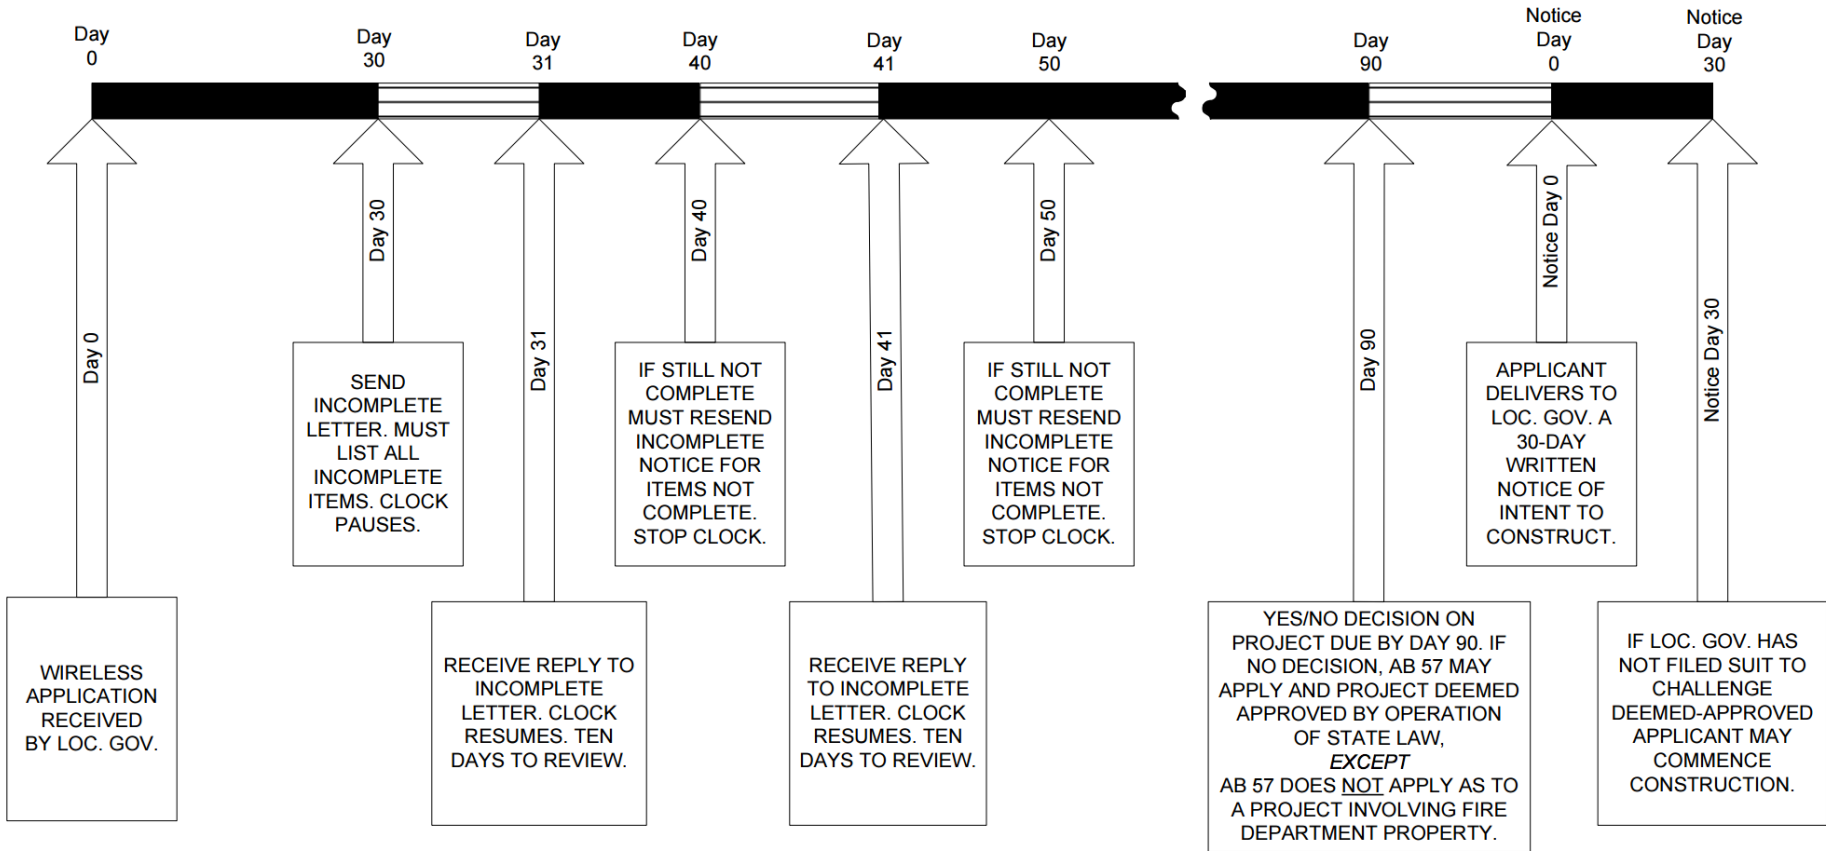 Day
0
Day
30
Day
31
Day
40
Day
41
Day
50
Day
90
Notice
Day
0
Notice
Day
30
Day 0
Day 30
Day 31
Day 40
Day 41
Day 50
Day 90
Notice Day 0
Notice Day 30
SEND
INCOMPLETE
LETTER. MUST
LIST ALL
INCOMPLETE
ITEMS. CLOCK
PAUSES.
IF STILL NOT
COMPLETE
MUST RESEND
INCOMPLETE
NOTICE FOR
ITEMS NOT
COMPLETE.
STOP CLOCK.
IF STILL NOT
COMPLETE
MUST RESEND
INCOMPLETE
NOTICE FOR
ITEMS NOT
COMPLETE.
STOP CLOCK.
APPLICANT
DELIVERS TO
LOC. GOV. A
30-DAY
WRITTEN
NOTICE OF
INTENT TO
CONSTRUCT.
WIRELESS
APPLICATION
RECEIVED
BY LOC. GOV.
RECEIVE REPLY TO
INCOMPLETE
LETTER. CLOCK
RESUMES. TEN
DAYS TO REVIEW.
RECEIVE REPLY
TO INCOMPLETE
LETTER. CLOCK
RESUMES. TEN
DAYS TO REVIEW.
YES/NO DECISION ON
PROJECT DUE BY DAY 90. IF
NO DECISION, AB 57 MAY
APPLY AND PROJECT DEEMED
APPROVED BY OPERATION
OF STATE LAW,
EXCEPT
AB 57 DOES NOT APPLY AS TO
A PROJECT INVOLVING FIRE
DEPARTMENT PROPERTY.
IF LOC. GOV. HAS
NOT FILED SUIT TO
CHALLENGE
DEEMED-APPROVED
APPLICANT MAY
COMMENCE
CONSTRUCTION.